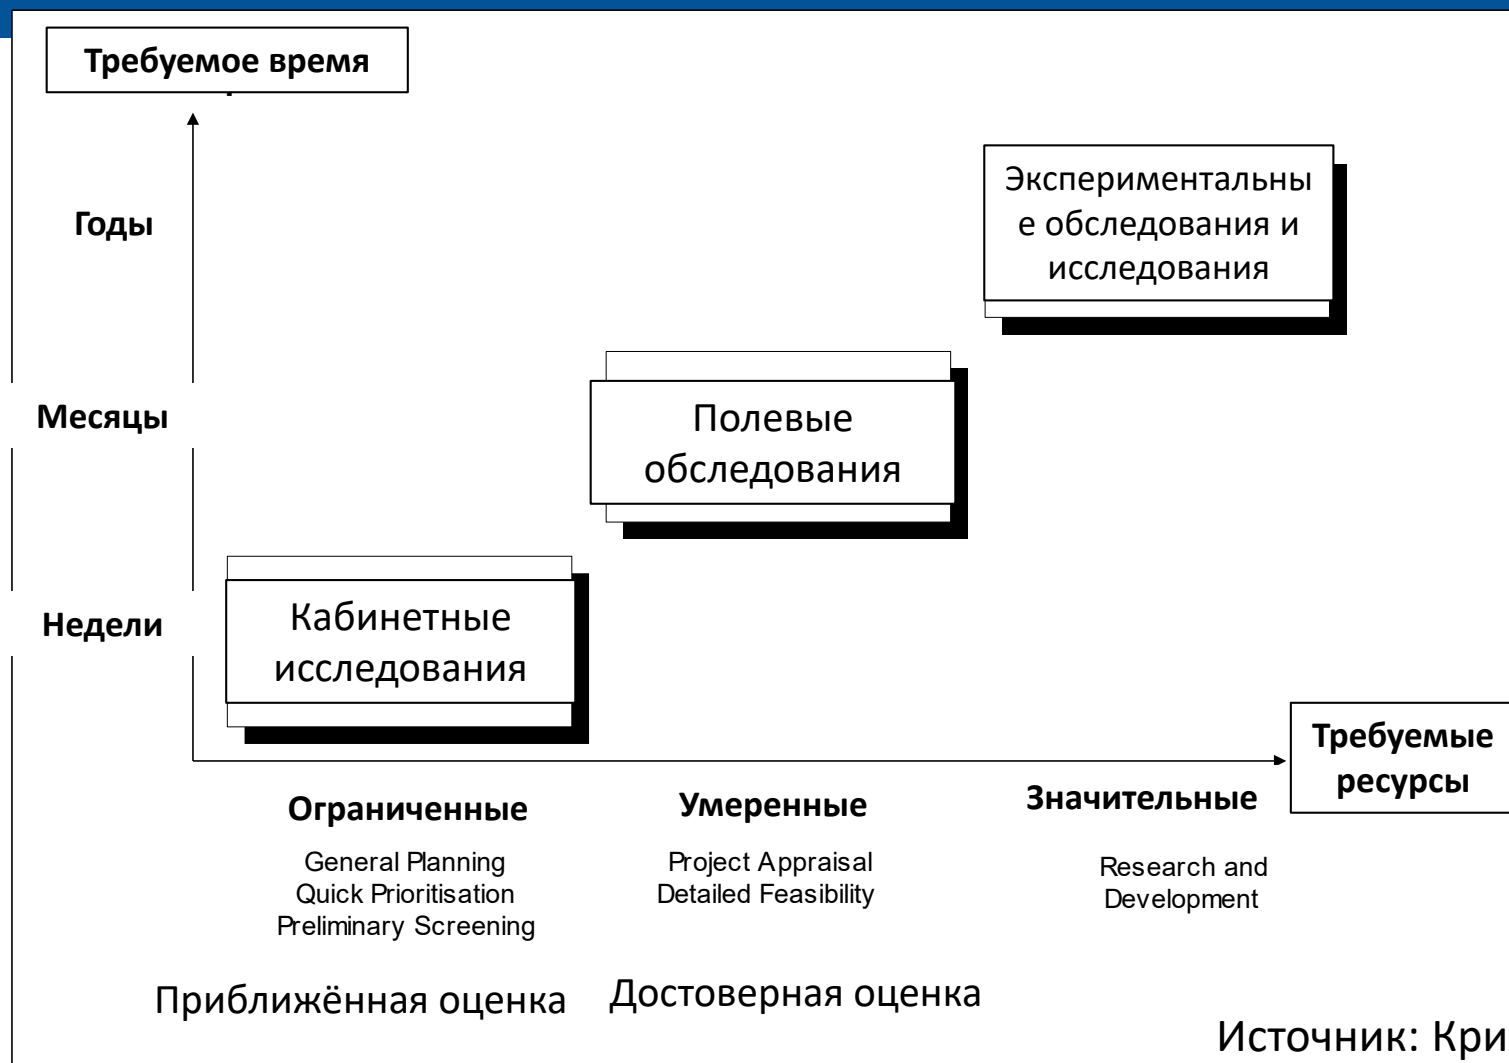 Требуемое время
Годы
Экспериментальны
е обследования и
исследования
Месяцы
Полевые
обследования
Недели
Кабинетные
исследования
Требуемые
ресурсы
Ограниченные
Умеренные
Значительные
General Planning
Quick Prioritisation
Preliminary Screening
Project Appraisal
Detailed Feasibility
Research and
Development
Приближённая оценка
Достоверная оценка
Источник: Кри